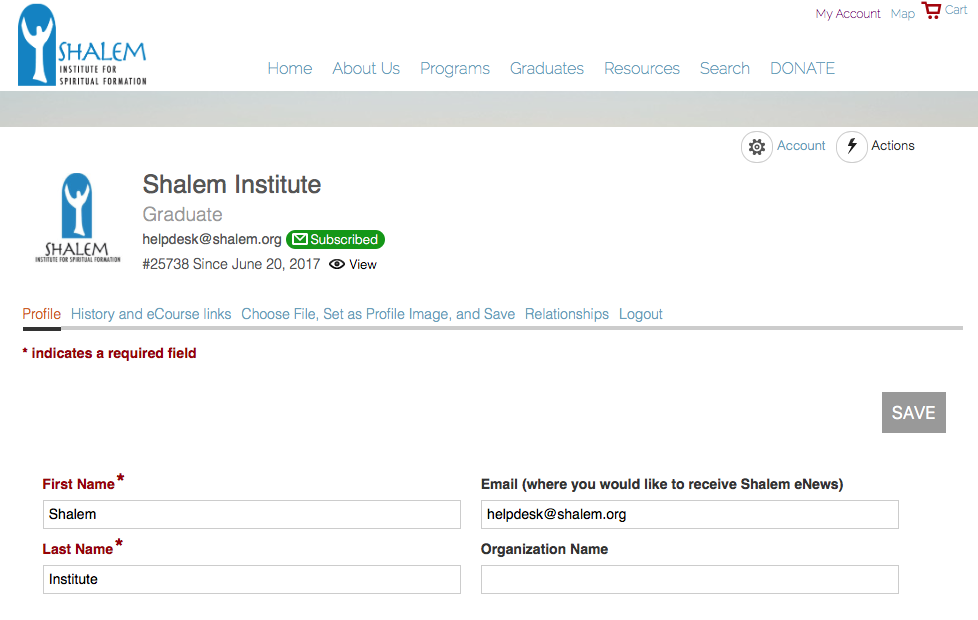 My Account Map Cart
SHALEM
INSTITUTE FOR
SPIRITUAL FORMATION
Home About Us Programs Graduates Resources Search DONATE
Account Actions
Shalem Institute
Graduate
helpdesk@shalem.org Subscribed
#25738 Since June 20, 2017 View
SHALEM
INSTITUTE FOR SPIRITUAL FORMATION
Profile History and eCourse links Choose File, Set as Profile Image, and Save Relationships Logout
* indicates a required field
SAVE
First Name* Email (where you would like to receive Shalem eNews)
Shalem helpdesk@shalem.org
Last Name* Organization Name
Institute